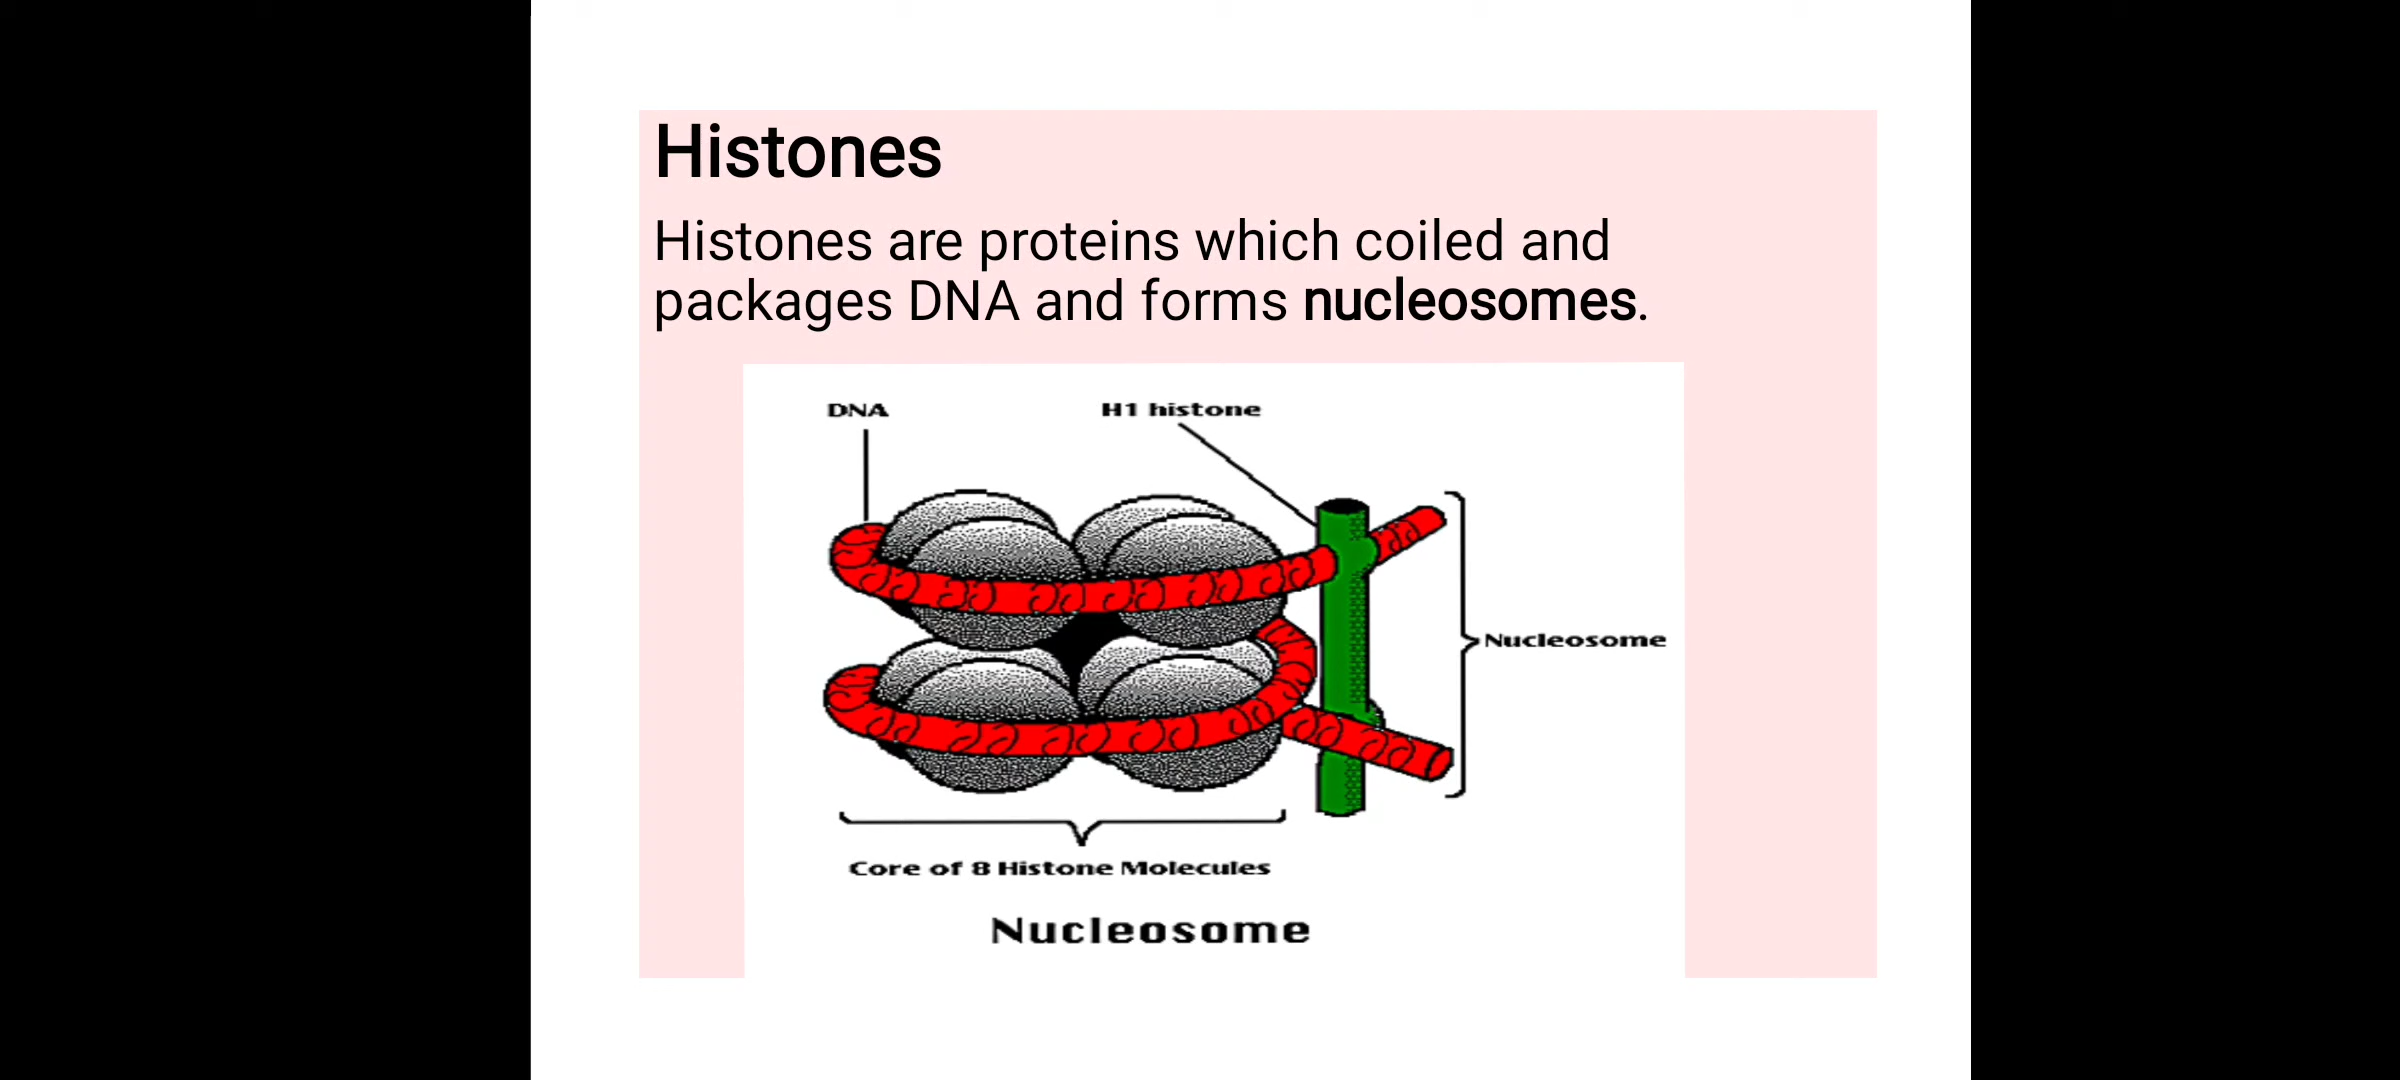 Histones
Histones are proteins which coiled and
packages DNA and forms nucleosomes.
DNA
H1 histone
Nucleosome
Core of 8 Histone Molecules
Nucleosome